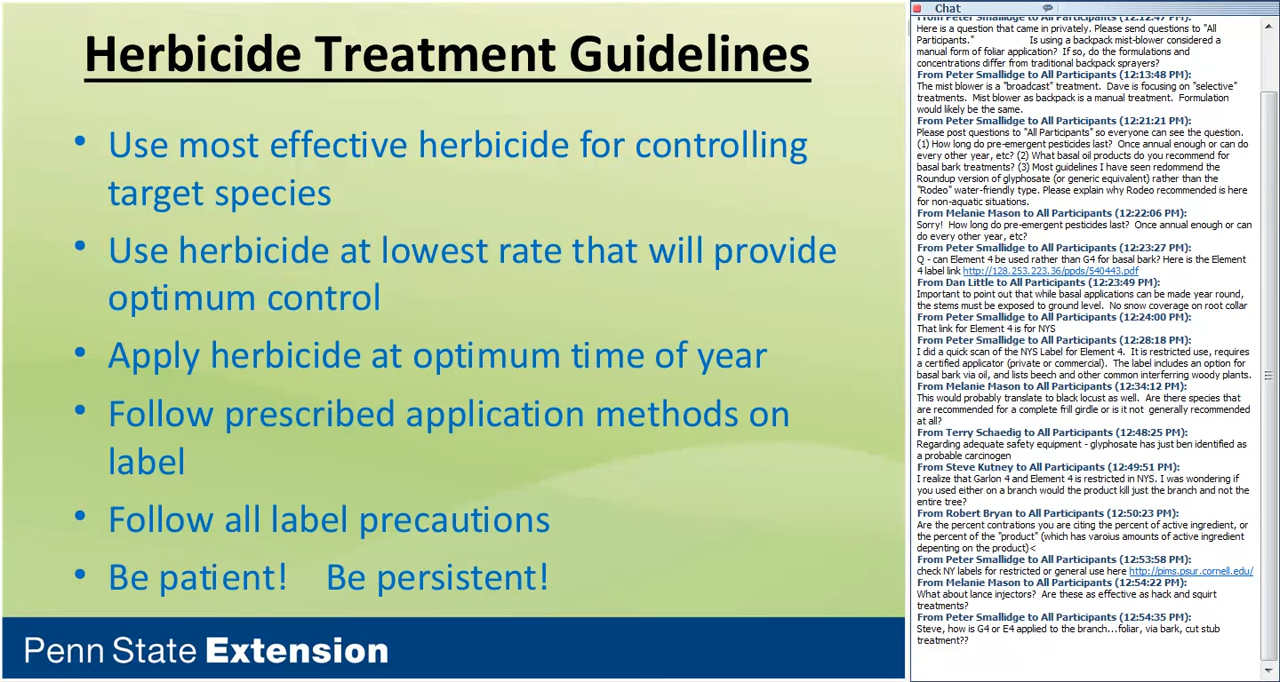 Herbicide Treatment Guidelines
• Use most effective herbicide for controlling
target species
• Use herbicide at lowest rate that will provide
optimum control
• Apply herbicide at optimum time of year
• Follow prescribed application methods on
label
• Follow all label precautions
• Be patient! Be persistent!
Penn State Extension
Chat
From Peter Smallidge to All Participants (12:12:47 PM):
Here is a question that came in privately. Please send questions to "All
Participants." Is using a backpack mist-blower considered a
manual form of foliar application? If so, do the formulations and
concentrations differ from traditional backpack sprayers?
From Peter Smallidge to All Participants (12:13:48 PM):
The mist blower is a "broadcast" treatment. Dave is focusing on "selective"
treatments. Mist blower as backpack is a manual treatment. Formulation
would likely be the same.
From Peter Smallidge to All Participants (12:21:21 PM):
Please post questions to "All Participants" so everyone can see the question.
(1) How long do pre-emergent pesticides last? Once annual enough or can do
every other year, etc? (2) What basal oil products do you recommend for
basal bark treatments? (3) Most guidelines I have seen redommend the
Roundup version of glyphosate (or generic equivalent) rather than the
"Rodeo" water-friendly type. Please explain why Rodeo recommended is here
for non-aquatic situations.
From Melanie Mason to All Participants (12:22:06 PM):
Sorry! How long do pre-emergent pesticides last? Once annual enough or can
do every other year, etc?
From Peter Smallidge to All Participants (12:23:27 PM):
Q - can Element 4 be used rather than G4 for basal bark? Here is the Element
4 label link http://128.253.223.36/ppds/540443.pdf
From Dan Little to All Participants (12:23:49 PM):
Important to point out that while basal applications can be made year round,
the stems must be exposed to ground level. No snow coverage on root collar
From Peter Smallidge to All Participants (12:24:00 PM):
That link for Element 4 is for NYS
From Peter Smallidge to All Participants (12:28:18 PM):
I did a quick scan of the NYS Label for Element 4. It is restricted use, requires
a certified applicator (private or commercial). The label includes an option for
basal bark via oil, and lists beech and other common interferring woody plants.
From Melanie Mason to All Participants (12:34:12 PM):
This would probably translate to black locust as well. Are there species that
are recommended for a complete frill girdle or is it not generally recommended
at all?
From Terry Schaedig to All Participants (12:48:25 PM):
Regarding adequate safety equipment - glyphosate has just ben identified as
a probable carcinogen
From Steve Kutney to All Participants (12:49:51 PM):
I realize that Garlon 4 and Element 4 is restricted in NYS. I was wondering if
you used either on a branch would the product kill just the branch and not the
entire tree?
From Robert Bryan to All Participants (12:50:23 PM):
Are the percent contrations you are citing the percent of active ingredient, or
the percent of the "product" (which has varoius amounts of active ingredient
depenting on the product)<
From Peter Smallidge to All Participants (12:53:58 PM):
check NY labels for restricted or general use here http://pims.psur.cornell.edu/
From Melanie Mason to All Participants (12:54:22 PM):
What about lance injectors? Are these as effective as hack and squirt
treatments?
From Peter Smallidge to All Participants (12:54:35 PM):
Steve, how is G4 or E4 applied to the branch...foliar, via bark, cut stub
treatment??